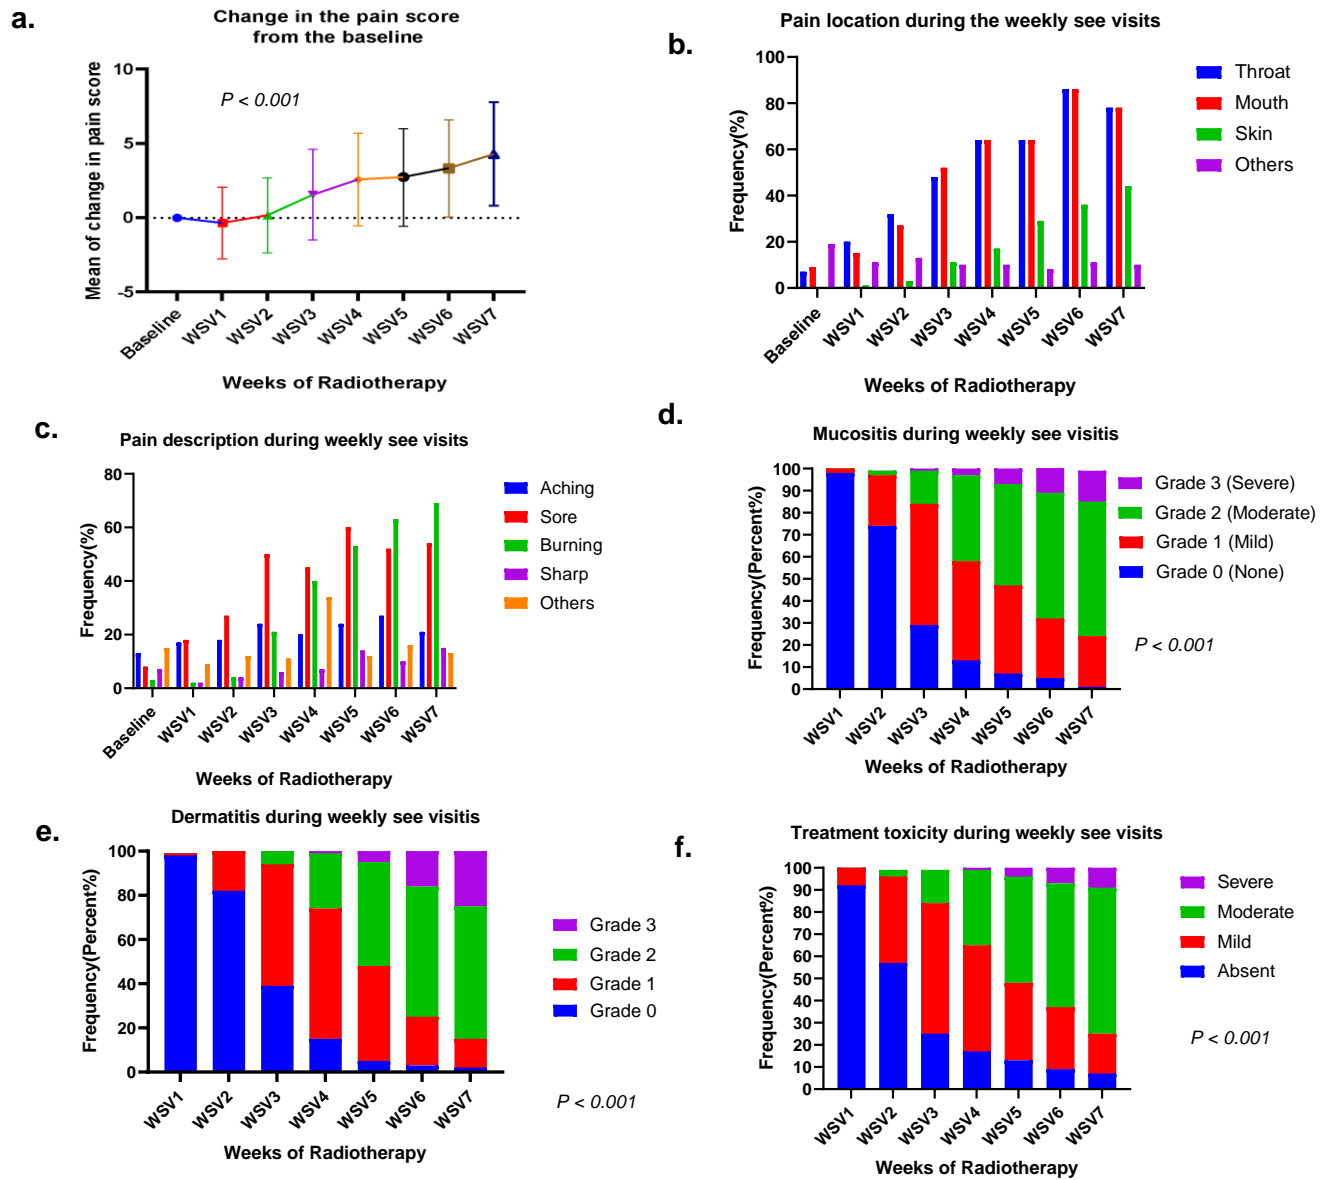 a.
Change in the pain score
from the baseline
Mean of change in pain score
10
5
0
-5
P < 0.001
Baseline
WSV1
WSV2
WSV3
WSV4
WSV5
WSV6
WSV7
Weeks of Radiotherapy
b.
Pain location during the weekly see visits
Frequency(%)
100
80
60
40
20
0
Baseline
WSV1
WSV2
WSV3
WSV4
WSV5
WSV6
WSV7
Weeks of Radiotherapy
Throat
Mouth
Skin
Others
c.
Pain description during weekly see visits
Frequency(%)
80
60
40
20
0
Baseline
WSV1
WSV2
WSV3
WSV4
WSV5
WSV6
WSV7
Weeks of Radiotherapy
Aching
Sore
Burning
Sharp
Others
d.
Mucositis during weekly see visitis
Frequency(Percent%)
100
90
80
70
60
50
40
30
20
10
0
WSV1
WSV2
WSV3
WSV4
WSV5
WSV6
WSV7
Weeks of Radiotherapy
Grade 3 (Severe)
Grade 2 (Moderate)
Grade 1 (Mild)
Grade 0 (None)
P < 0.001
e.
Dermatitis during weekly see visitis
Frequency(Percent%)
100
80
60
40
20
0
WSV1
WSV2
WSV3
WSV4
WSV5
WSV6
WSV7
Weeks of Radiotherapy
Grade 3
Grade 2
Grade 1
Grade 0
P < 0.001
f.
Treatment toxicity during weekly see visits
Frequency(Percent%)
100
90
80
70
60
50
40
30
20
10
0
WSV1
WSV2
WSV3
WSV4
WSV5
WSV6
WSV7
Weeks of Radiotherapy
Severe
Moderate
Mild
Absent
P < 0.001